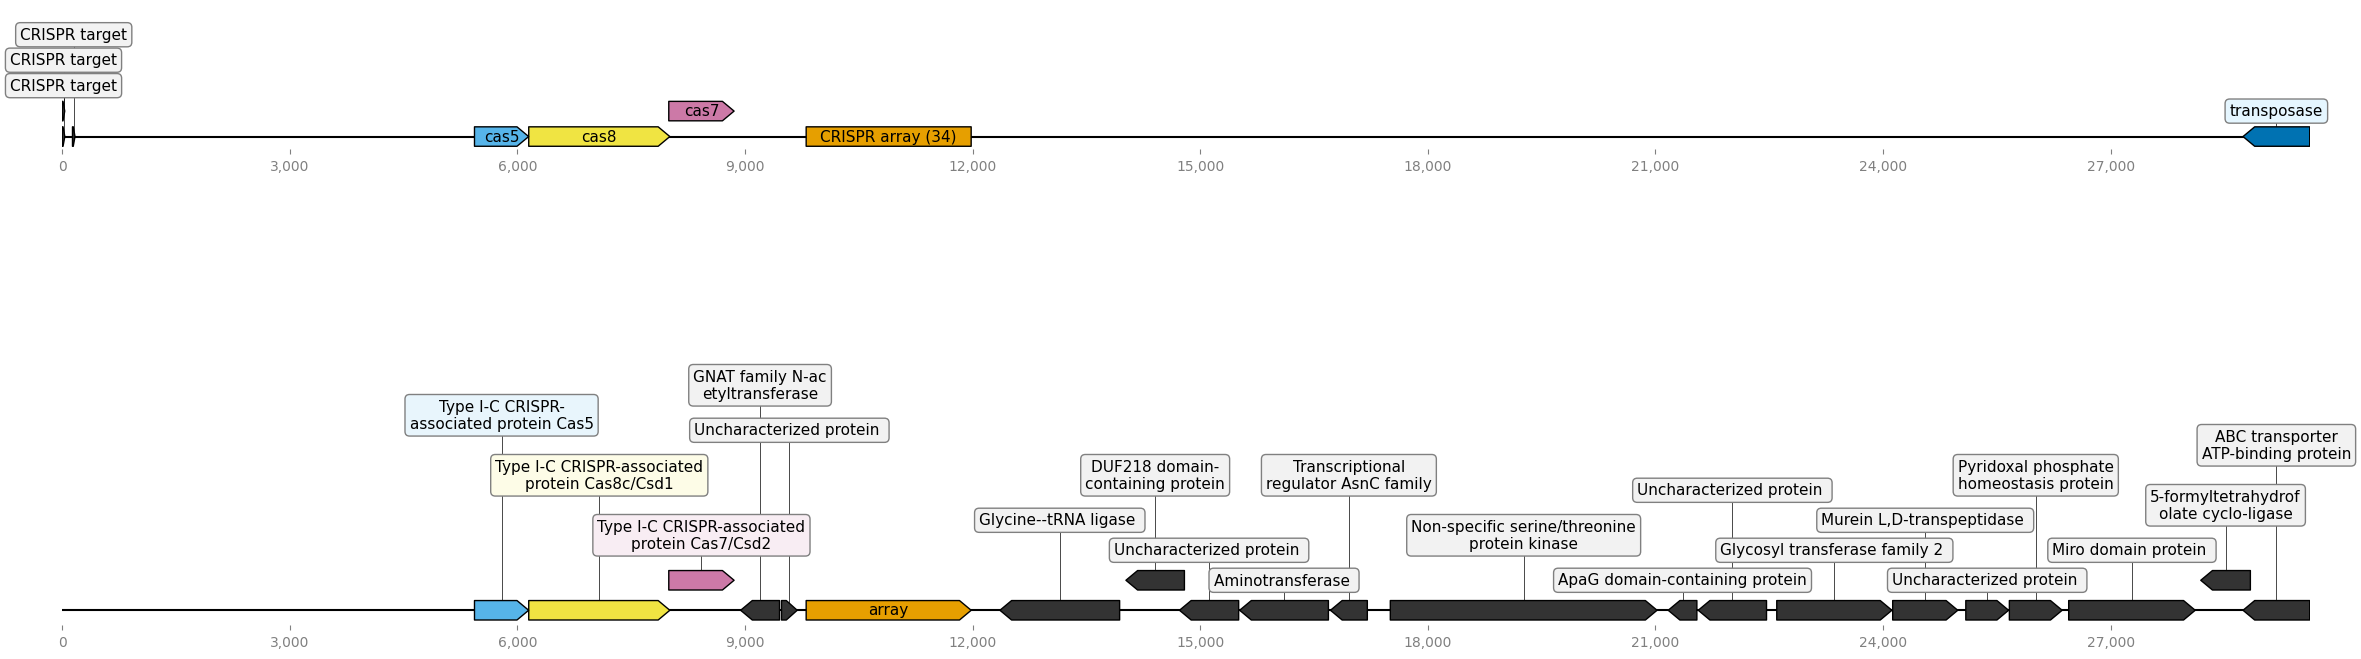 CRISPR target
CRISPR target
CRISPR target
cas7
transposase
cas5
cas8
CRISPR array (34)
0
3,000
6,000
9,000
12,000
15,000
18,000
21,000
24,000
27,000
GNAT family N-ac
etyltransferase
Type I-C CRISPR-
associated protein Cas5
Uncharacterized protein
ABC transporter
ATP-binding protein
Type I-C CRISPR-associated
protein Cas8c/Csd1
DUF218 domain-
containing protein
Transcriptional
regulator AsnC family
Uncharacterized protein
Pyridoxal phosphate
homeostasis protein
5-formyltetrahydrof
olate cyclo-ligase
Type I-C CRISPR-associated
protein Cas7/Csd2
Glycine--tRNA ligase
Non-specific serine/threonine
protein kinase
Murein L,D-transpeptidase
Uncharacterized protein
Glycosyl transferase family 2
Miro domain protein
Aminotransferase
ApaG domain-containing protein
Uncharacterized protein
array
0
3,000
6,000
9,000
12,000
15,000
18,000
21,000
24,000
27,000